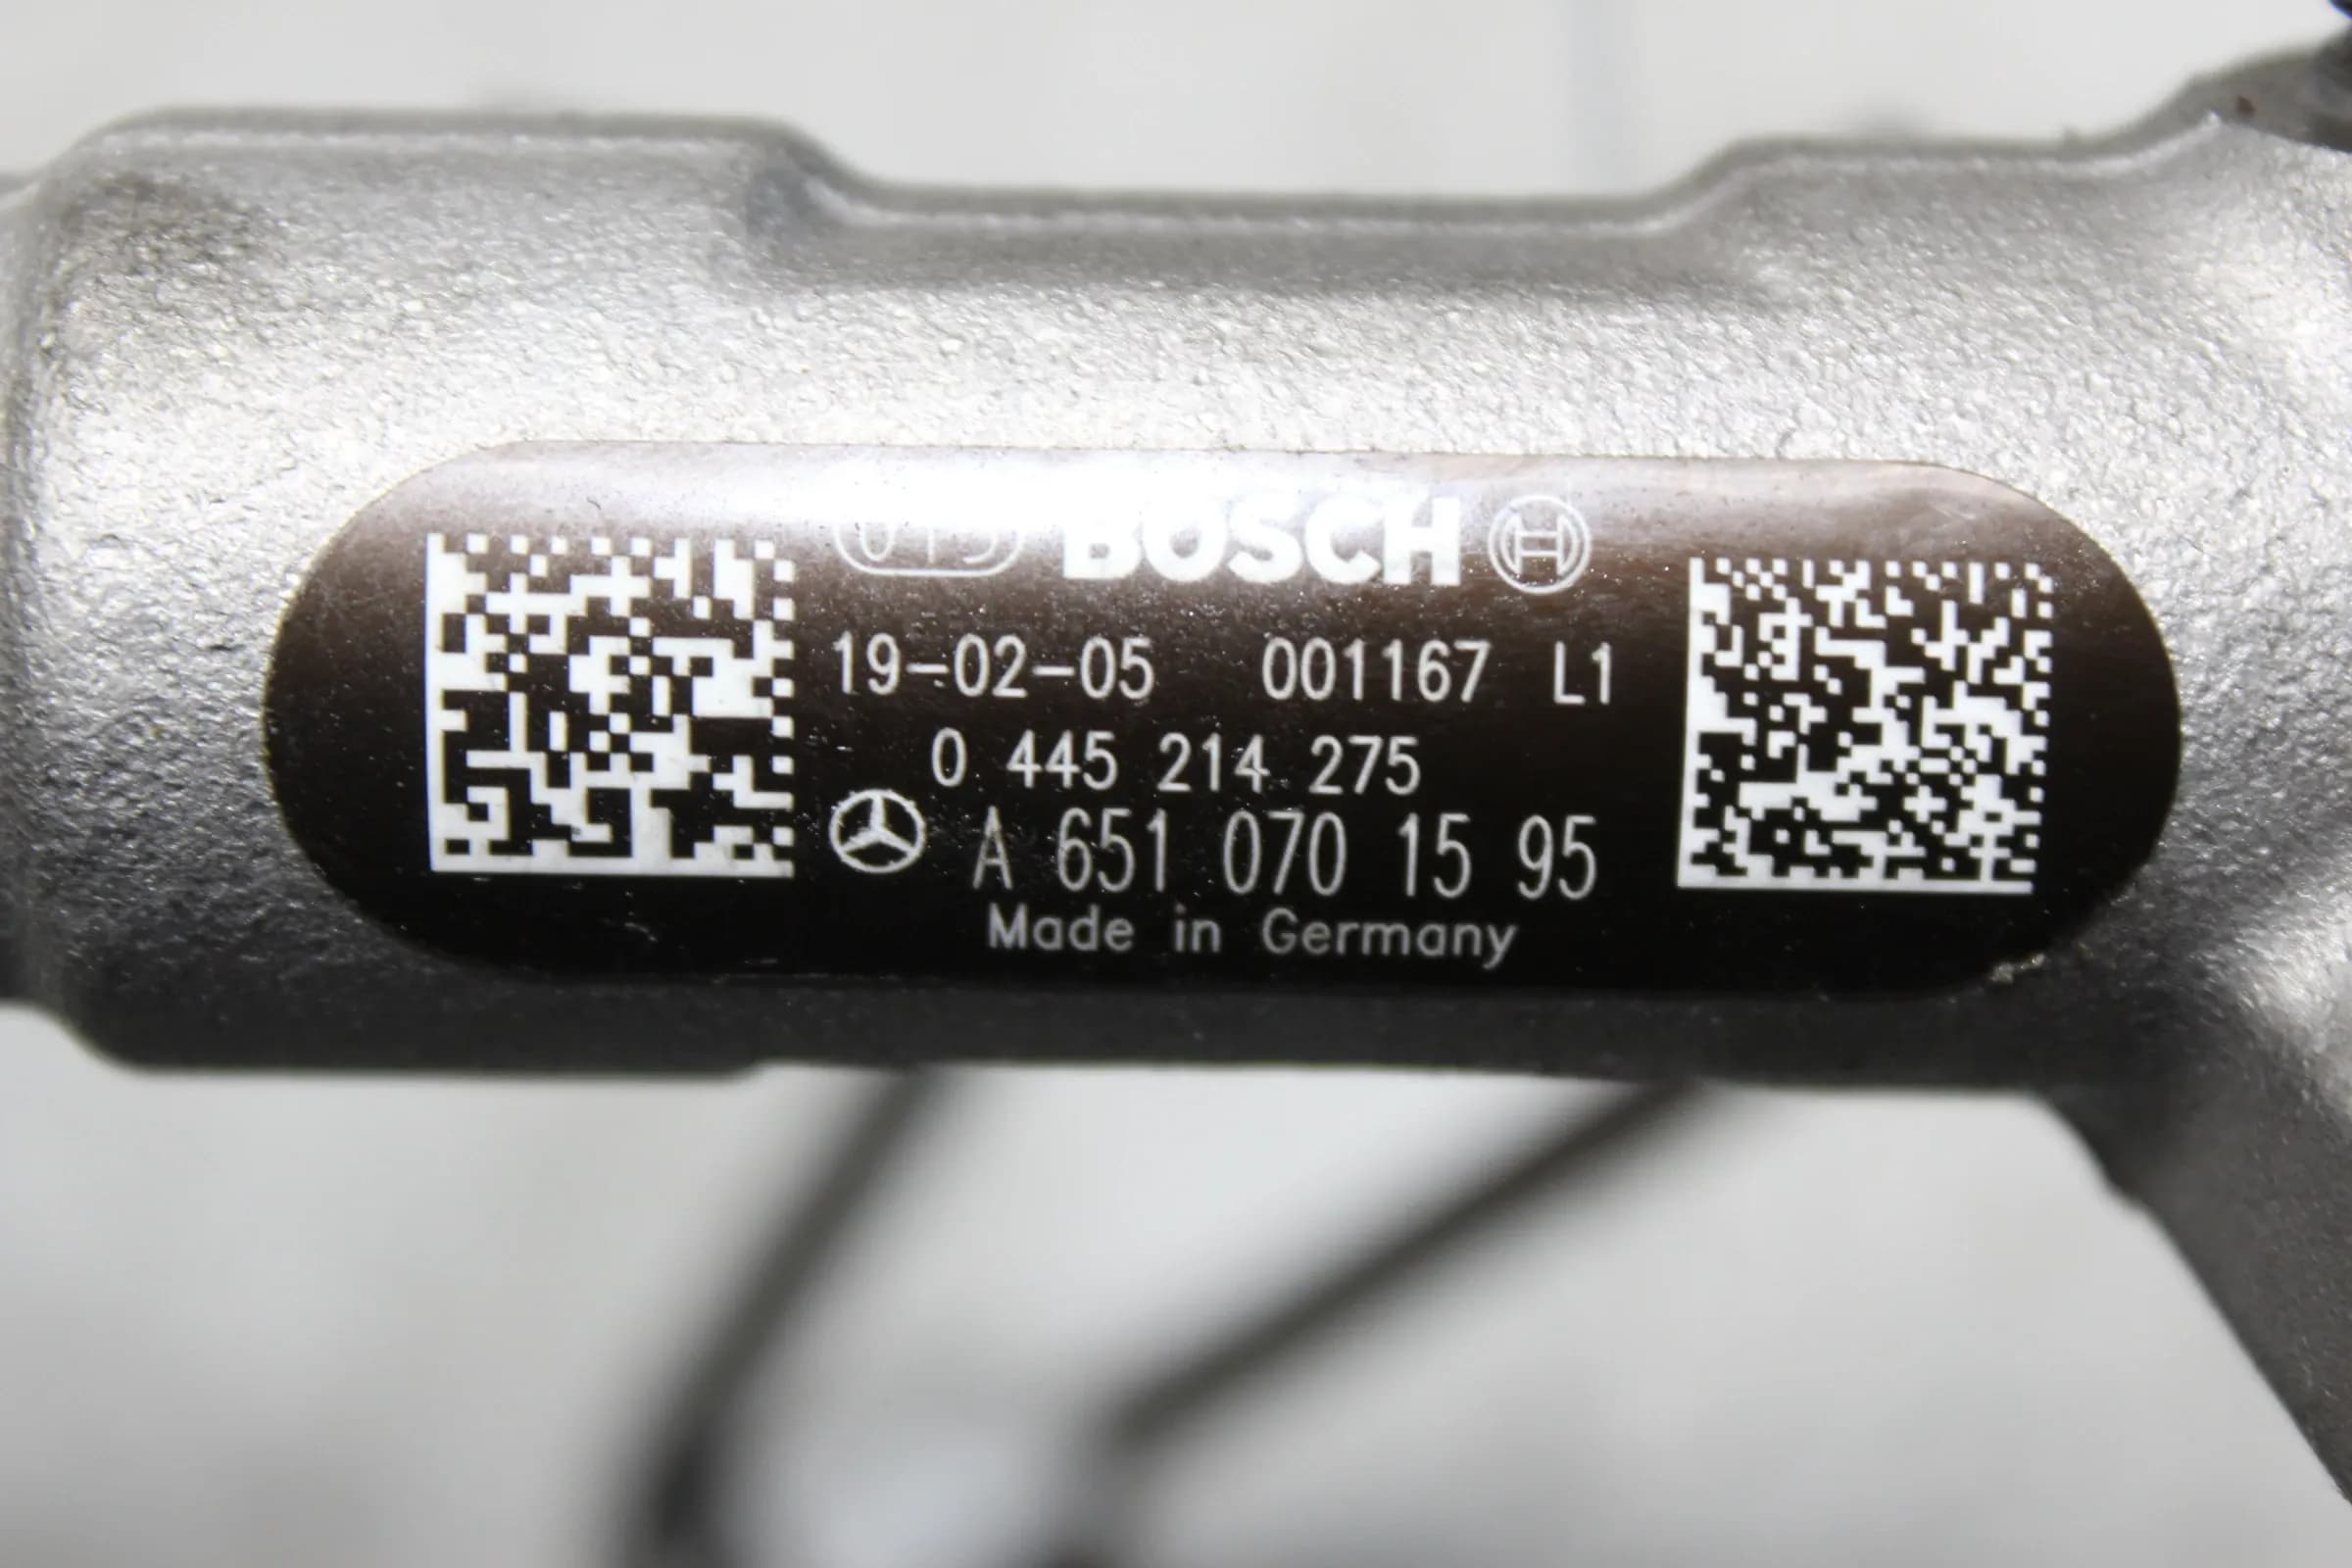 BOSCH
19-02-05 001167 L1
0 445 214 275
A 651 070 15 95
Made in Germany